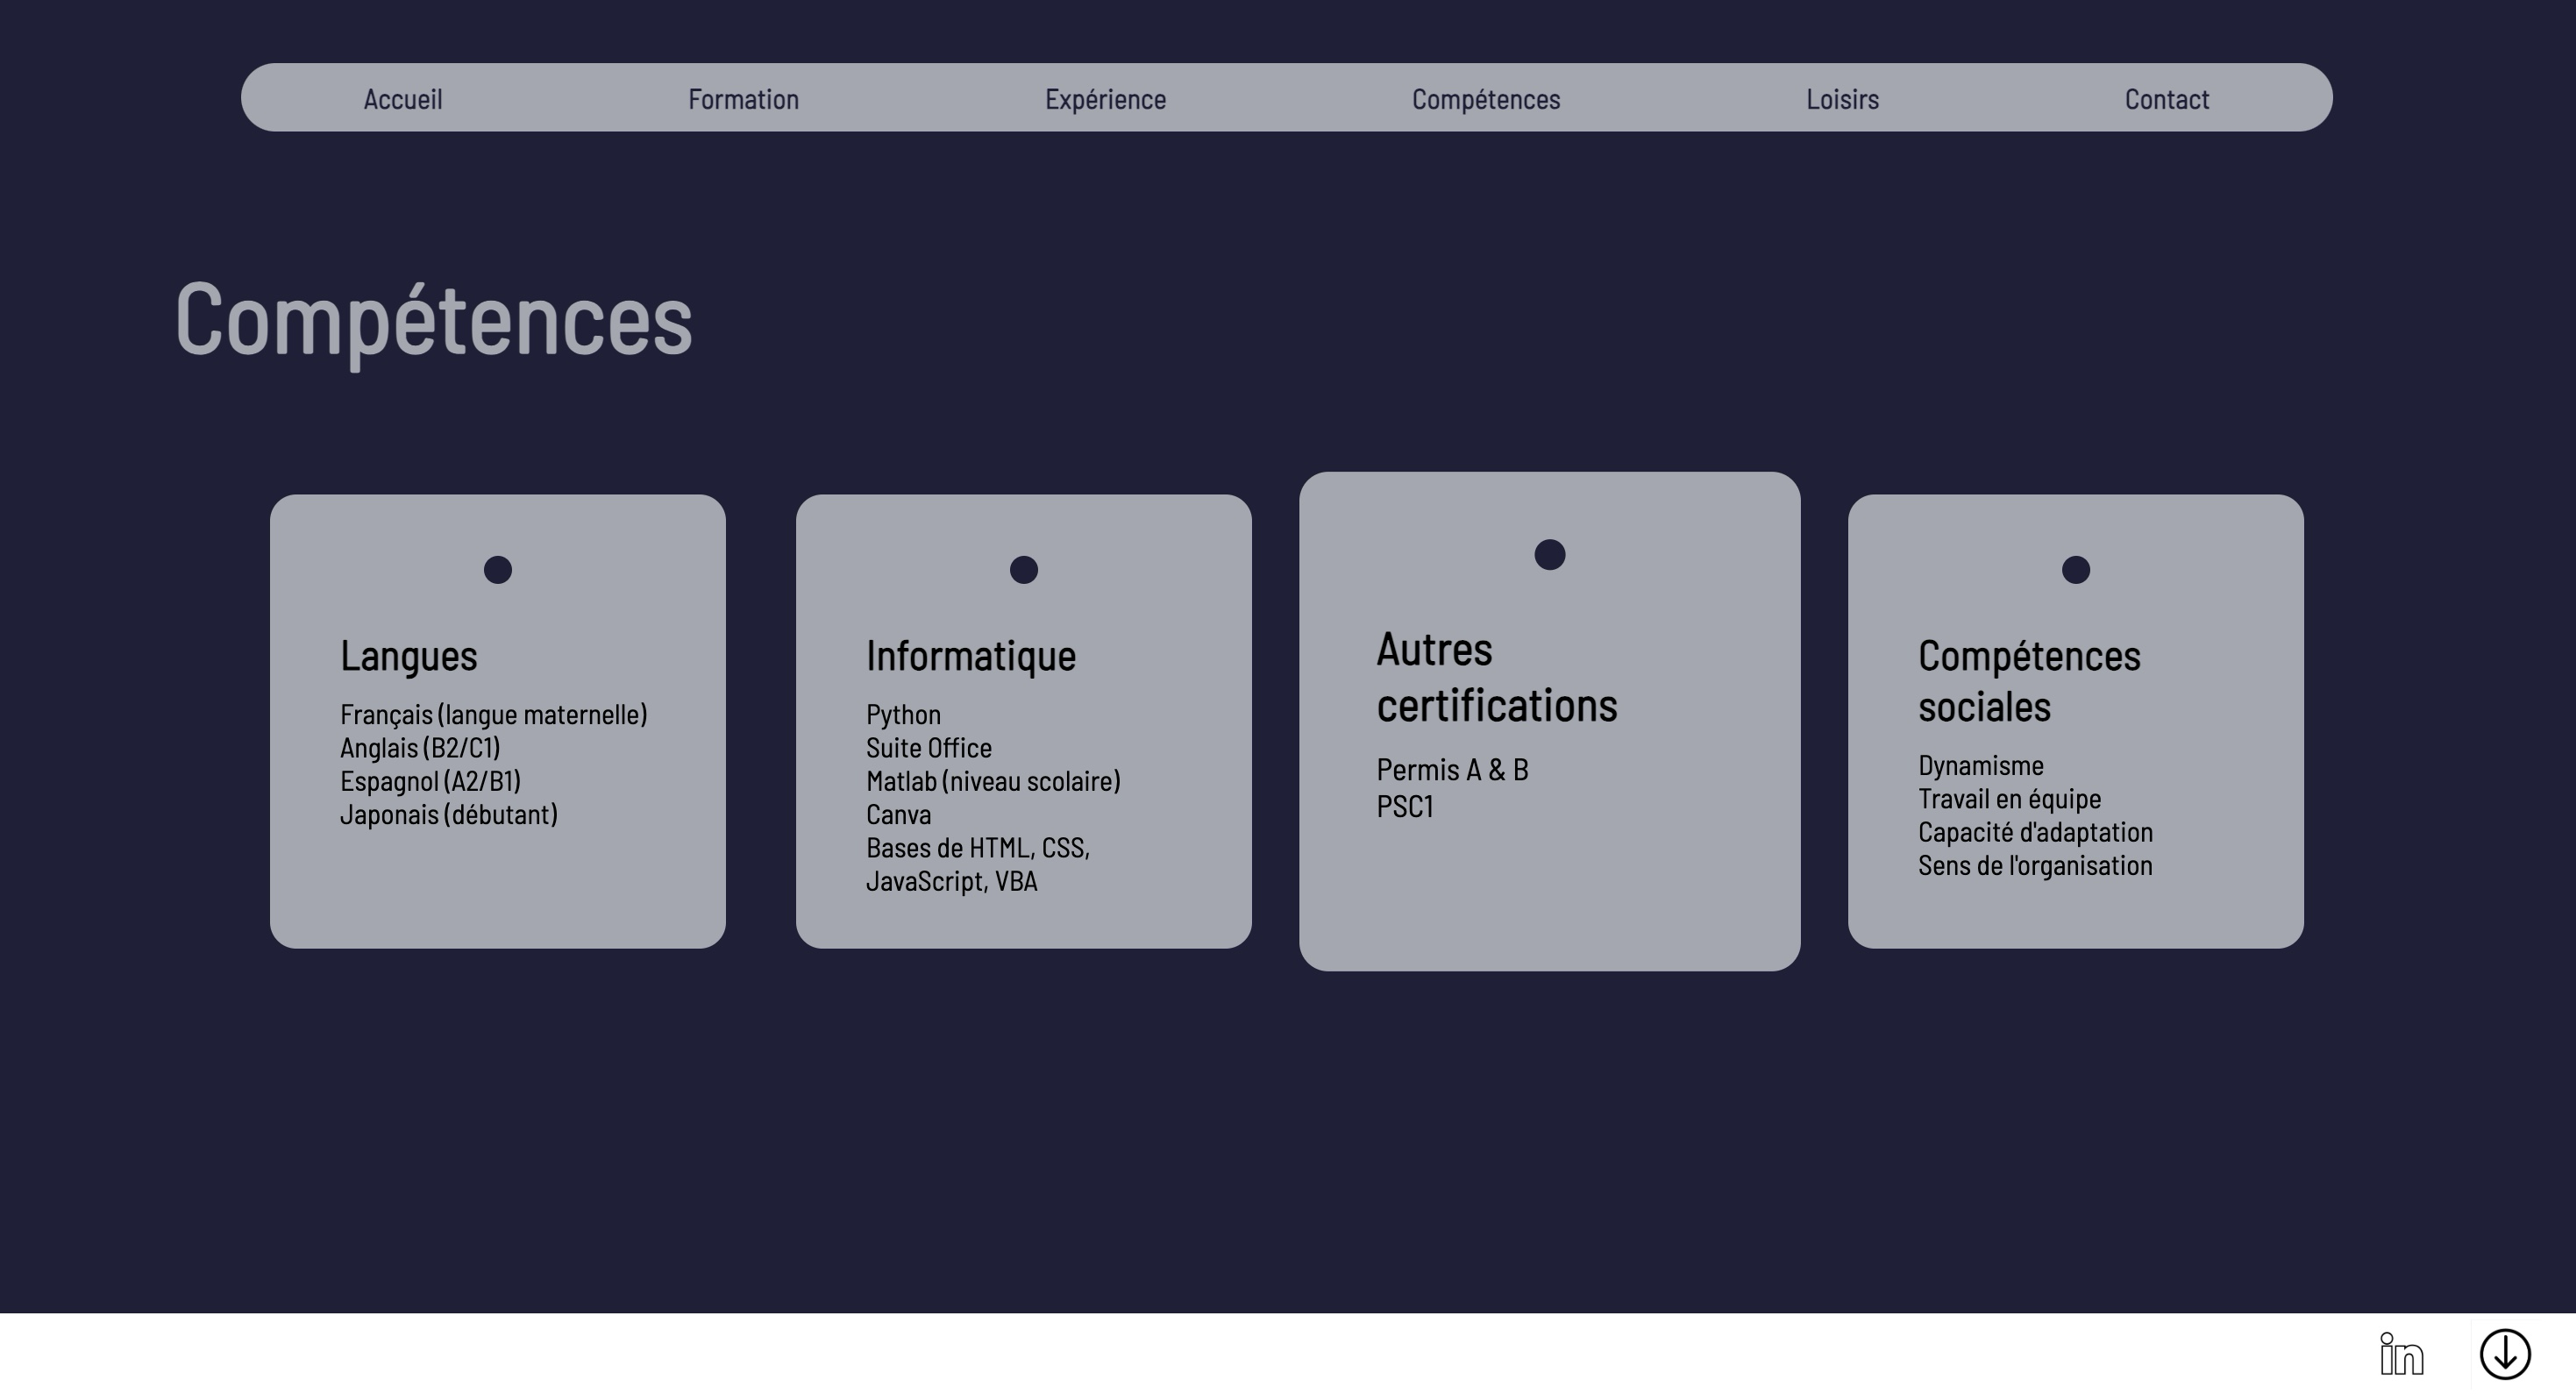 Accueil Formation Expérience Compétences Loisirs Contact
Compétences
Langues
Français (langue maternelle)
Anglais (B2/C1)
Espagnol (A2/B1)
Japonais (débutant)
Informatique
Python
Suite Office
Matlab (niveau scolaire)
Canva
Bases de HTML, CSS,
JavaScript, VBA
Autres
certifications
Permis A & B
PSC1
Compétences
sociales
Dynamisme
Travail en équipe
Capacité d'adaptation
Sens de l'organisation
in